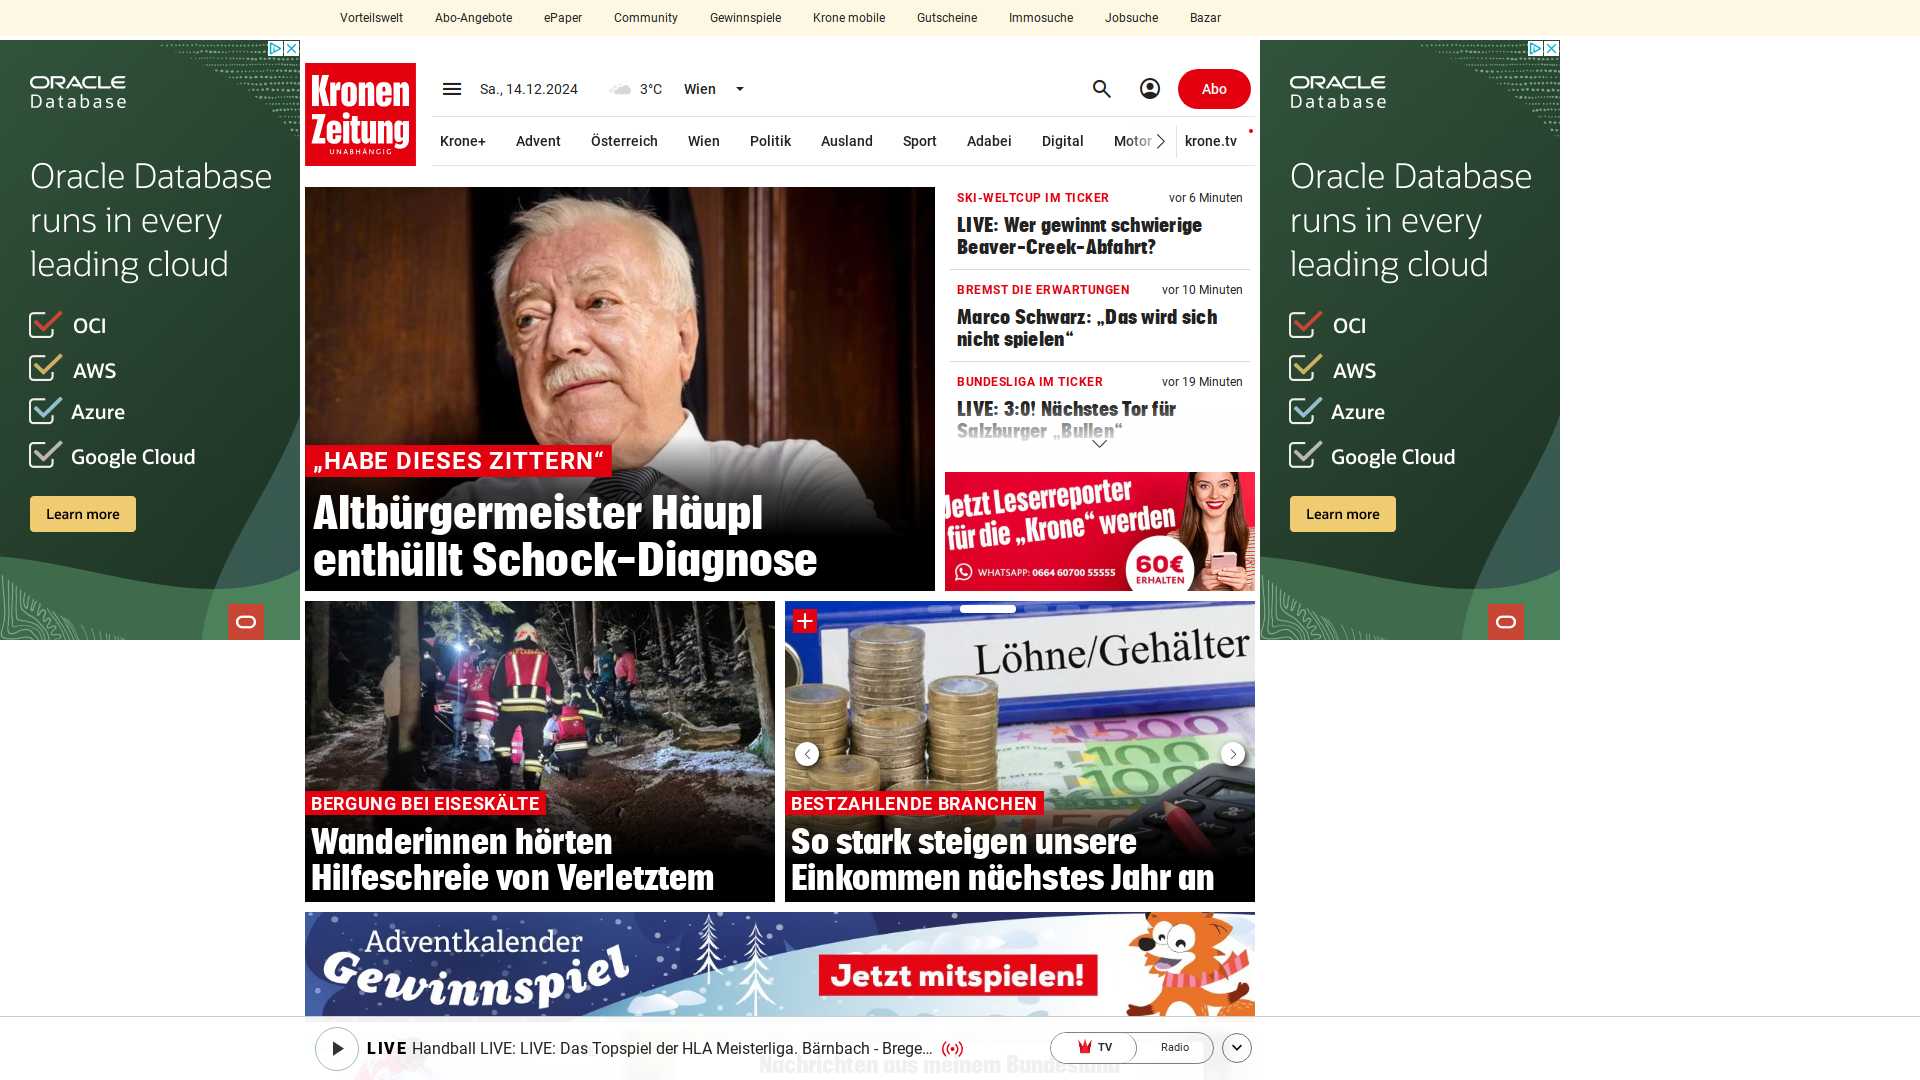 Vorteilswelt
Abo-Angebote
ePaper
Community
Gewinnspiele
Krone mobile
Gutscheine
Immosuche
Jobsuche
Bazar
ORACLE
Database
Oracle Database
runs in every
leading cloud
OCI
AWS
Azure
Google Cloud
Learn more
Kronen
Zeitung
UNABHÄNGIG
Sa., 14.12.2024
3°C
Wien
Abo
Krone+
Advent
Österreich
Wien
Politik
Ausland
Sport
Adabei
Digital
Motor
krone.tv
„HABE DIESES ZITTERN“
Altbürgermeister Häupl
enthüllt Schock-Diagnose
SKI-WELTCUP IM TICKER
vor 6 Minuten
LIVE: Wer gewinnt schwierige
Beaver-Creek-Abfahrt?
BREMST DIE ERWARTUNGEN
vor 10 Minuten
Marco Schwarz: „Das wird sich
nicht spielen“
BUNDESLIGA IM TICKER
vor 19 Minuten
LIVE: 3:0! Nächstes Tor für
Salzburger „Bullen“
Jetzt Leserreporter
für die „Krone“ werden
WHATSAPP: 0664 60700 55555
60€
ERHALTEN
BERGUNG BEI EISESKÄLTE
Wanderinnen hörten
Hilfeschreie von Verletztem
Löhne/Gehälter
500
100
100
BESTZAHLENDE BRANCHEN
So stark steigen unsere
Einkommen nächstes Jahr an
ORACLE
Database
Oracle Database
runs in every
leading cloud
OCI
AWS
Azure
Google Cloud
Learn more
Adventkalender
Gewinnspiel
Jetzt mitspielen!
LIVE Handball LIVE: LIVE: Das Topspiel der HLA Meisterliga. Bärnbach - Brege...
TV
Radio
Nachrichten aus meinem Bundesland